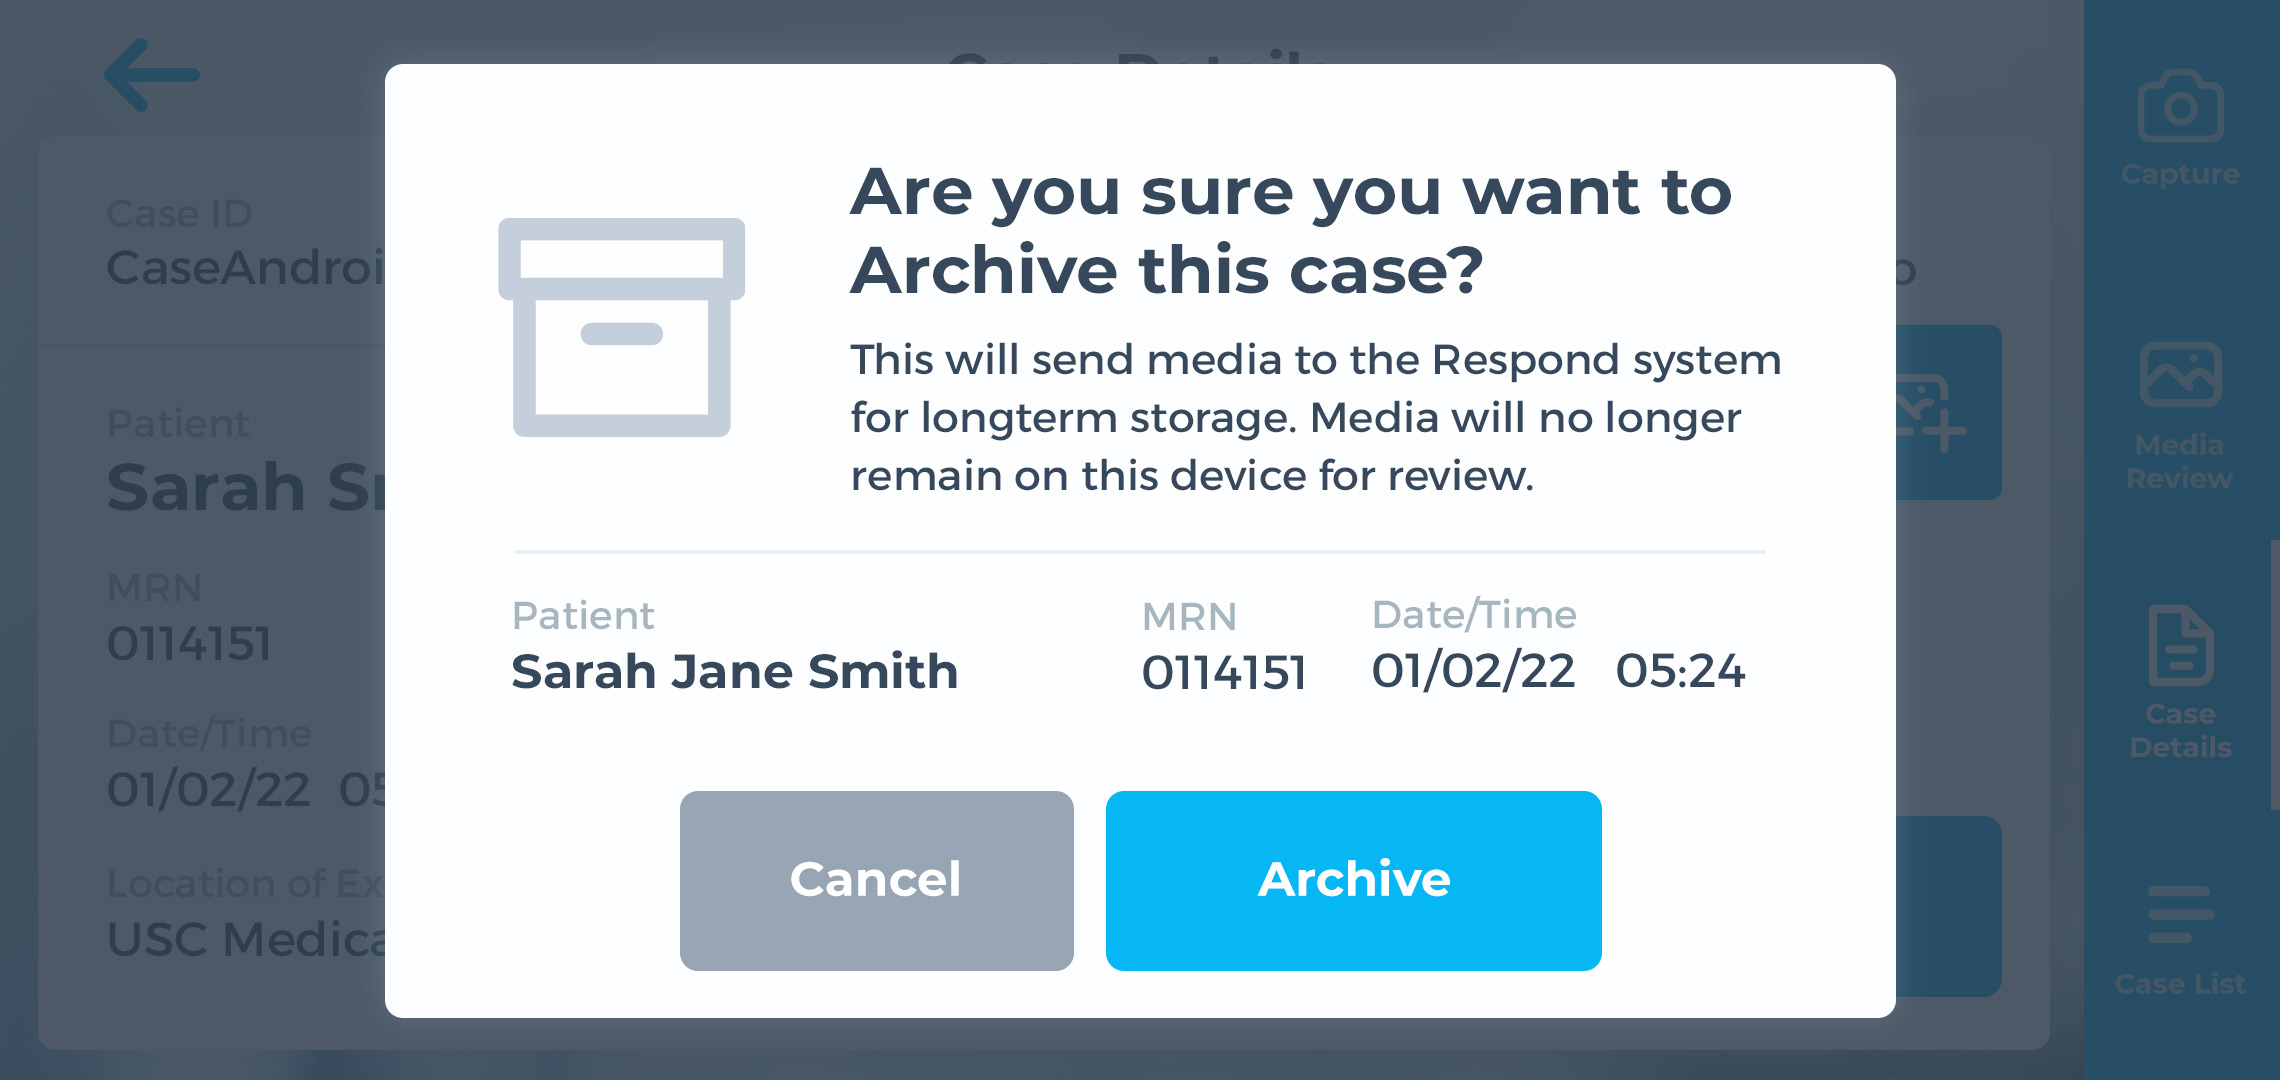 Case Details
Case ID
CaseAndroi
Patient
Sarah
MRN
0114151
Date/Time
01/02/22 05
Location of Ex
USC Medica
Are you sure you want to
Archive this case?
This will send media to the Respond system
for longterm storage. Media will no longer
remain on this device for review.
Patient
Sarah Jane Smith
MRN
0114151
Date/Time
01/02/22 05:24
Cancel
Archive
Capture
Media
Review
Case
Details
Case List